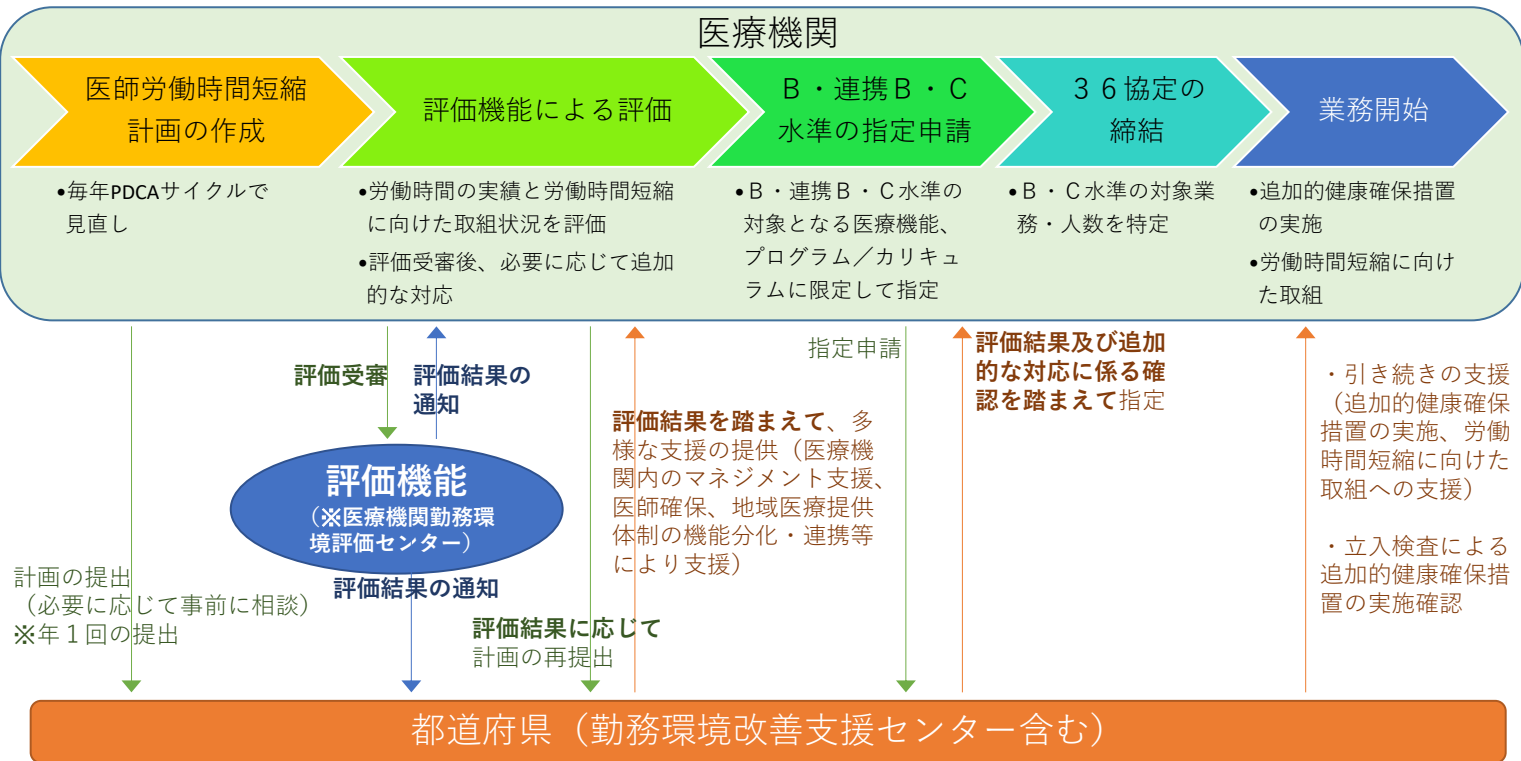 医療機関
医師労働時間短縮
計画の作成
評価機能による評価
B・連携B・C
水準の指定申請
36協定の
締結
業務開始
•毎年PDCAサイクルで
見直し
•労働時間の実績と労働時間短縮
に向けた取組状況を評価
•評価受審後、必要に応じて追加
的な対応
•B・連携B・C水準の
対象となる医療機能、
プログラム/カリキュ
ラムに限定して指定
•B・C水準の対象業
務・人数を特定
•追加的健康確保措置
の実施
•労働時間短縮に向け
た取組
評価受審
評価結果の
通知
評価機能
(※医療機関勤務環
境評価センター)
評価結果の通知
計画の提出
(必要に応じて事前に相談)
※年1回の提出
評価結果に応じて
計画の再提出
評価結果を踏まえて、多
様な支援の提供(医療機
関内のマネジメント支援、
医師確保、地域医療提供
体制の機能分化・連携等
により支援)
指定申請
評価結果及び追加
的な対応に係る確
認を踏まえて指定
・引き続きの支援
(追加的健康確保
措置の実施、労働
時間短縮に向けた
取組への支援)
・立入検査による
追加的健康確保措
置の実施確認
都道府県(勤務環境改善支援センター含む)